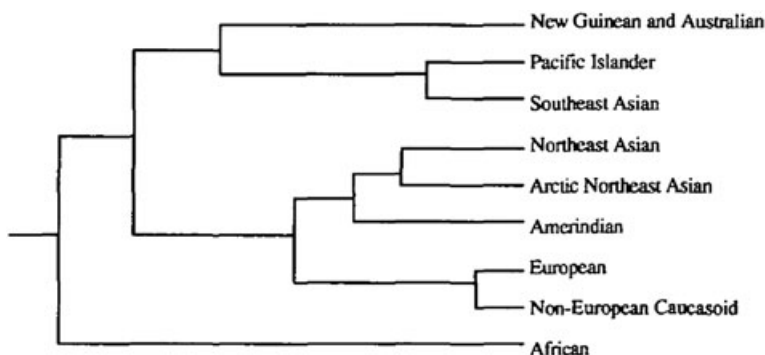 New Guinean and Australian
Pacific Islander
Southeast Asian
Northeast Asian
Arctic Northeast Asian
Amerindian
European
Non-European Caucasoid
African